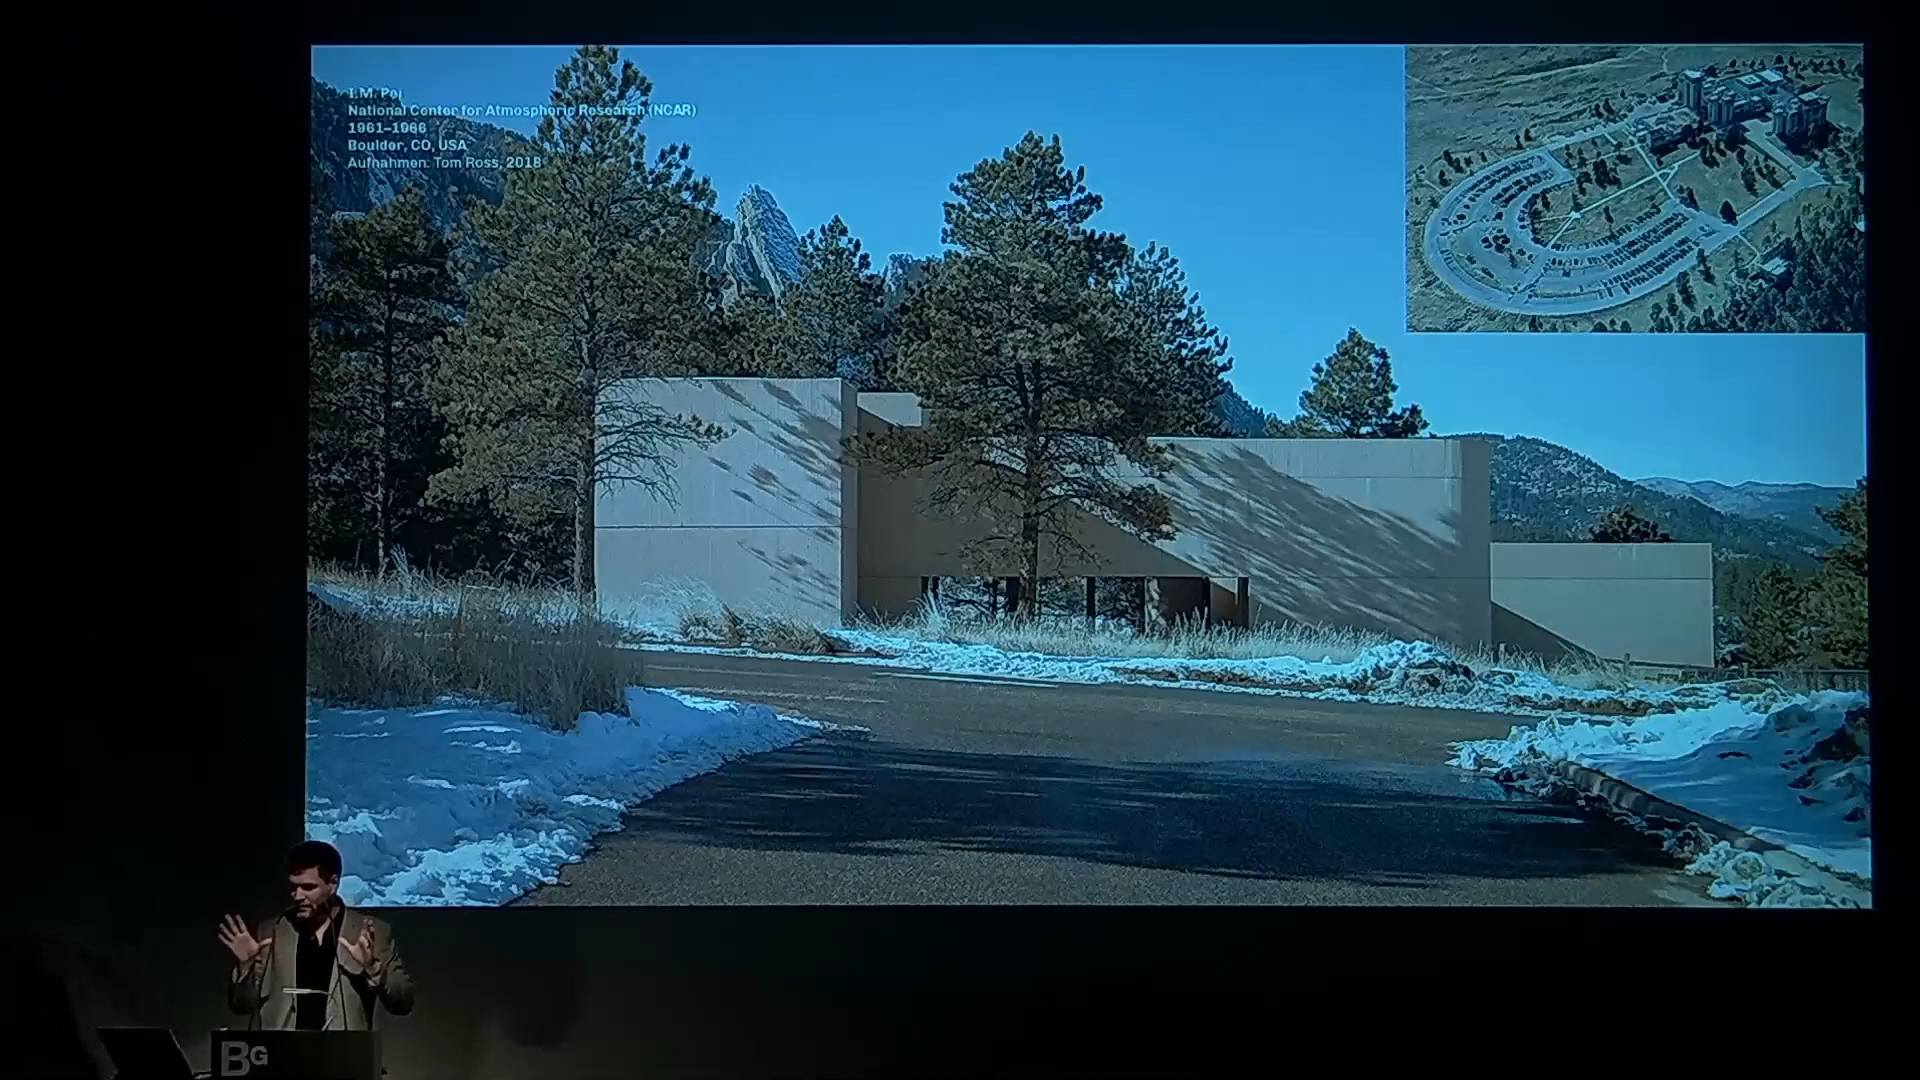 I.M. Pei
National Center for Atmospheric Research (NCAR)
1961–1966
Boulder, CO, USA
Aufnahmen: Tom Ross, 2018
BG